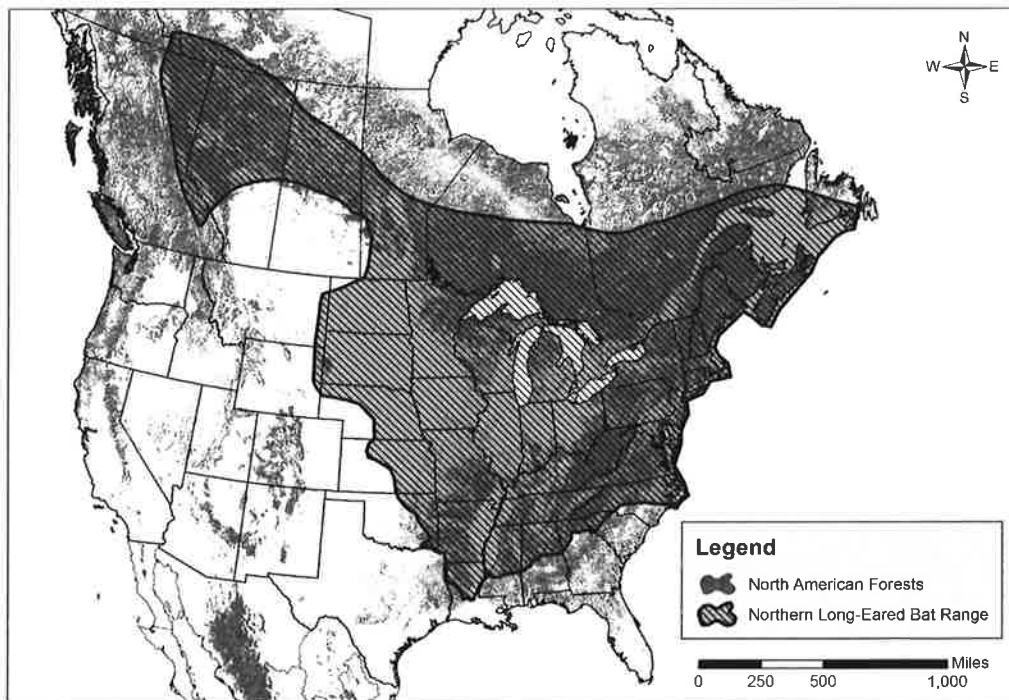 N
W E
S
Legend
North American Forests
Northern Long-Eared Bat Range
Miles
0 250 500 1,000